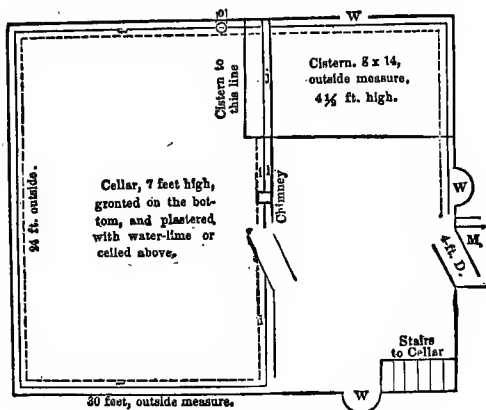 W
Cistern to
this line
Cistern. 8 x 14,
outside measure.
4½ ft. high.
24 ft. outside.
Cellar, 7 feet high,
gronted on the bot-
tom, and plastered
with water-lime or
ceiled above,
Chimney
W
M
4-ft. D.
Stairs
to Cellar
W
30 feet, outside measure.